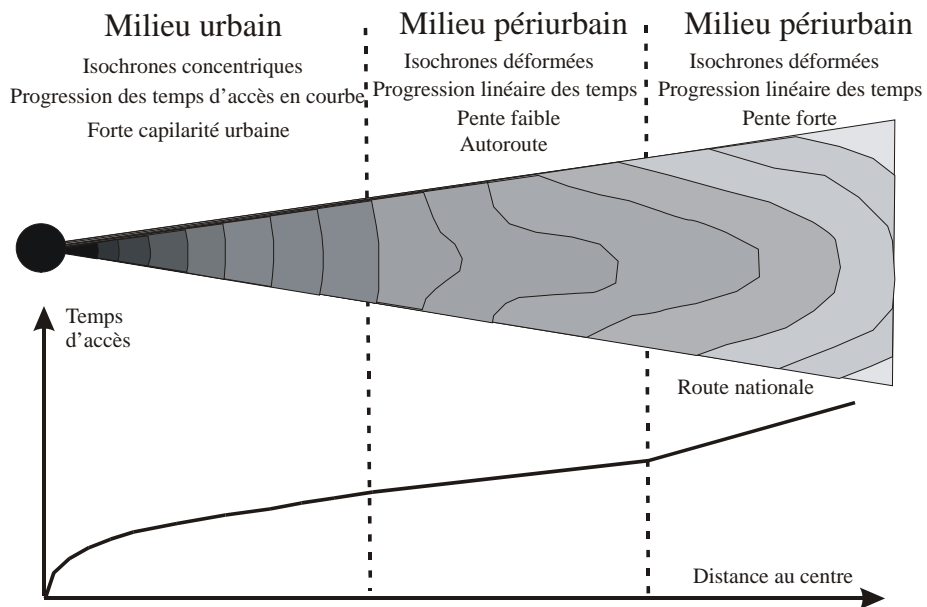 Milieu urbain
Isochrones concentriques
Progression des temps d'accès en courbe
Forte capilarité urbaine
Milieu périurbain
Isochrones déformées
Progression linéaire des temps
Pente faible
Autoroute
Milieu périurbain
Isochrones déformées
Progression linéaire des temps
Pente forte
Temps
d'accès
Route nationale
Distance au centre